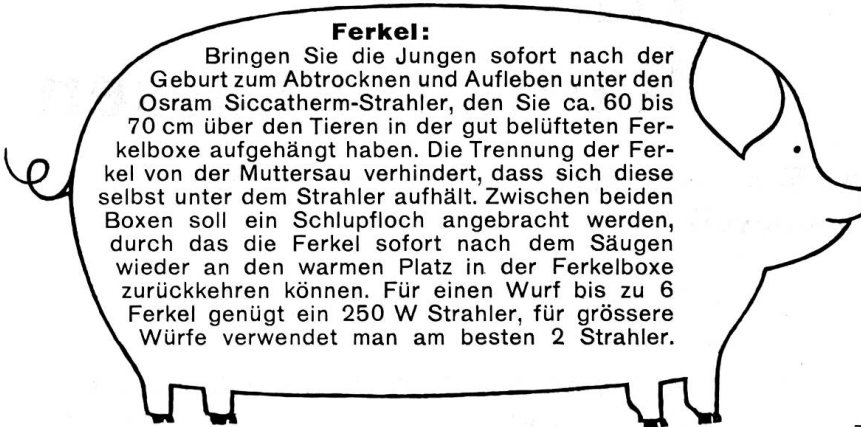 Ferkel:
Bringen Sie die Jungen sofort nach der
Geburt zum Abtrocknen und Aufleben unter den
Osram Siccatherm-Strahler, den Sie ca. 60 bis
70 cm über den Tieren in der gut belüfteten Fer-
kelboxe aufgehängt haben. Die Trennung der Fer-
kel von der Muttersau verhindert, dass sich diese
selbst unter dem Strahler aufhält. Zwischen beiden
Boxen soll ein Schlupfloch angebracht werden,
durch das die Ferkel sofort nach dem Säugen
wieder an den warmen Platz in der Ferkelboxe
zurückkehren können. Für einen Wurf bis zu 6
Ferkel genügt ein 250 W Strahler, für grössere
Würfe verwendet man am besten 2 Strahler.